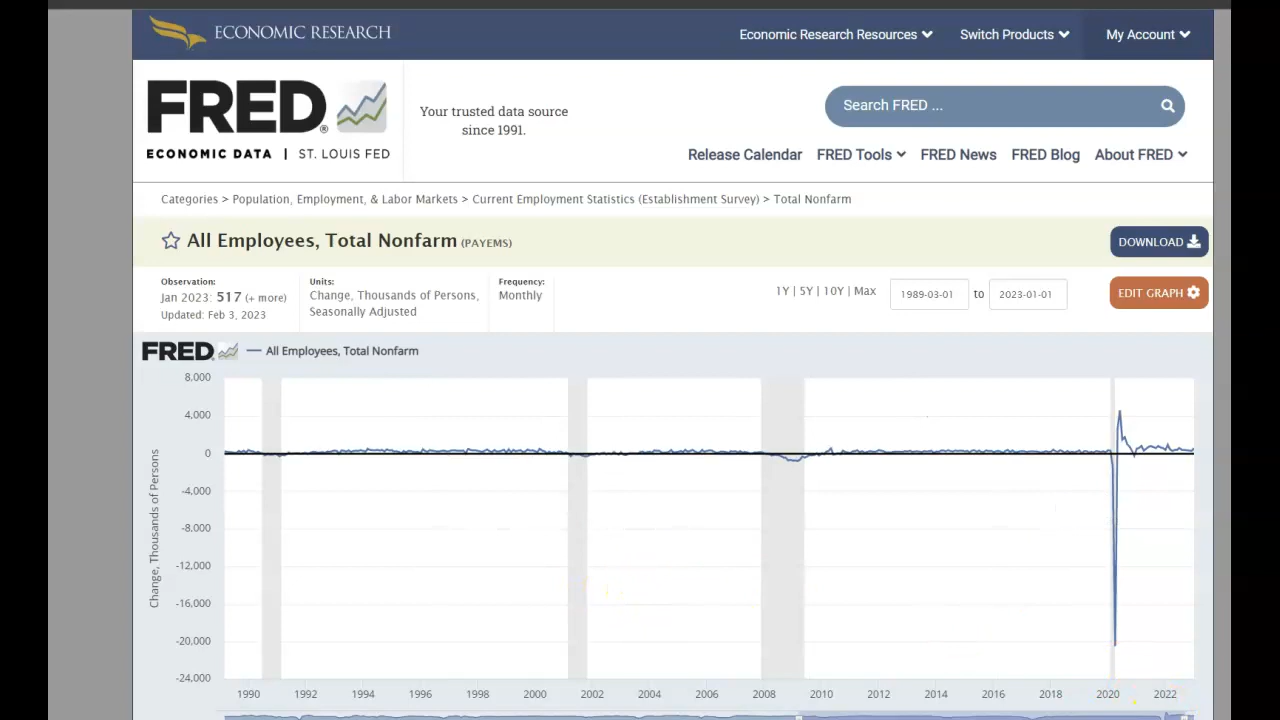 ECONOMIC RESEARCH
Economic Research Resources
Switch Products
My Account
FRED®
ECONOMIC DATA | ST. LOUIS FED
Your trusted data source
since 1991.
Search FRED ...
Release Calendar
FRED Tools
FRED News
FRED Blog
About FRED
Categories > Population, Employment, & Labor Markets > Current Employment Statistics (Establishment Survey) > Total Nonfarm
All Employees, Total Nonfarm (PAYEMS)
DOWNLOAD
Observation:
Jan 2023: 517 (+ more)
Updated: Feb 3, 2023
Units:
Change, Thousands of Persons,
Seasonally Adjusted
Frequency:
Monthly
1Y | 5Y | 10Y | Max
1989-03-01 to 2023-01-01
EDIT GRAPH
FRED
All Employees, Total Nonfarm
8,000
4,000
0
-4,000
-8,000
-12,000
-16,000
-20,000
-24,000
Change, Thousands of Persons
1990 1992 1994 1996 1998 2000 2002 2004 2006 2008 2010 2012 2014 2016 2018 2020 2022